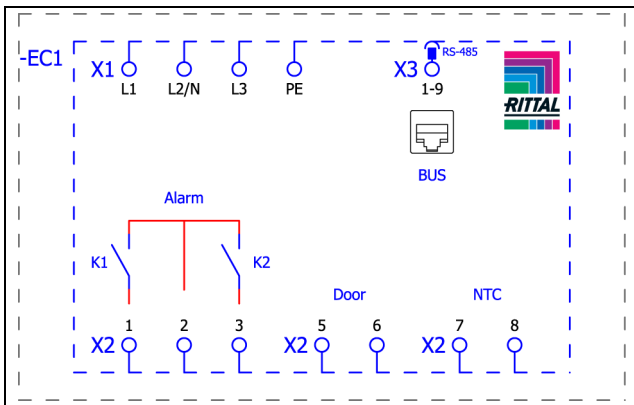 -EC1
X1
L1
L2/N
L3
PE
X3
RS-485
1-9
RITTAL
BUS
Alarm
K1
K2
Door
NTC
X2
1
2
3
X2
5
6
X2
7
8